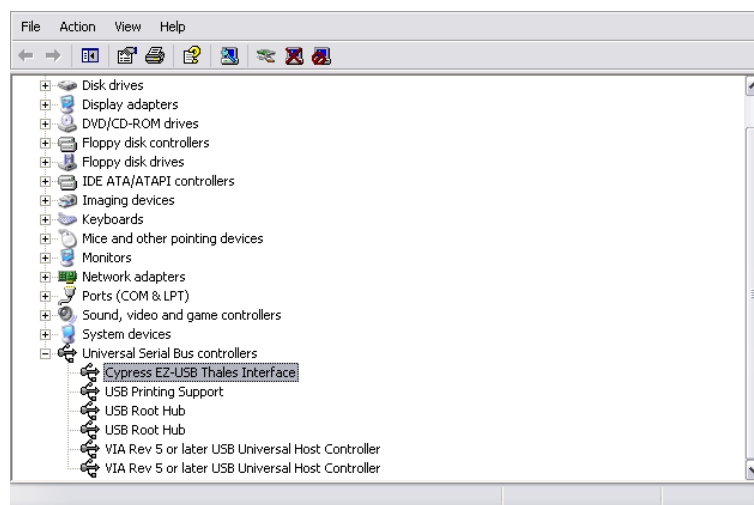 File Action View Help
Disk drives
Display adapters
DVD/CD-ROM drives
Floppy disk controllers
Floppy disk drives
IDE ATA/ATAPI controllers
Imaging devices
Keyboards
Mice and other pointing devices
Monitors
Network adapters
Ports (COM & LPT)
Sound, video and game controllers
System devices
Universal Serial Bus controllers
Cypress EZ-USB Thales Interface
USB Printing Support
USB Root Hub
USB Root Hub
VIA Rev 5 or later USB Universal Host Controller
VIA Rev 5 or later USB Universal Host Controller